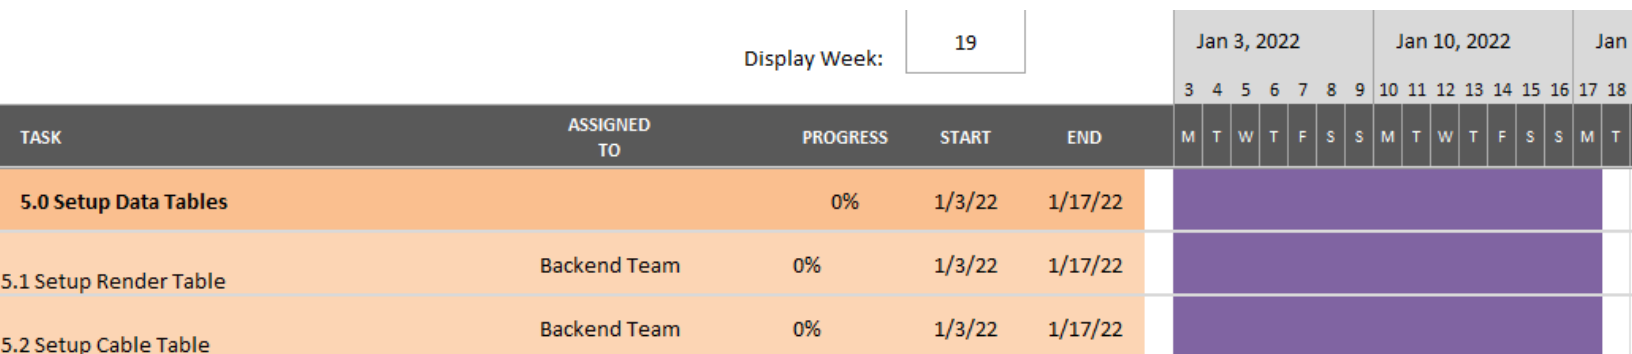 Display Week: 19 Jan 3, 2022 Jan 10, 2022 Jan
3 4 5 6 7 8 9 10 11 12 13 14 15 16 17 18
TASK ASSIGNED TO PROGRESS START END M T W T F S S M T W T F S S M T
5.0 Setup Data Tables 0% 1/3/22 1/17/22
5.1 Setup Render Table Backend Team 0% 1/3/22 1/17/22
5.2 Setup Cable Table Backend Team 0% 1/3/22 1/17/22